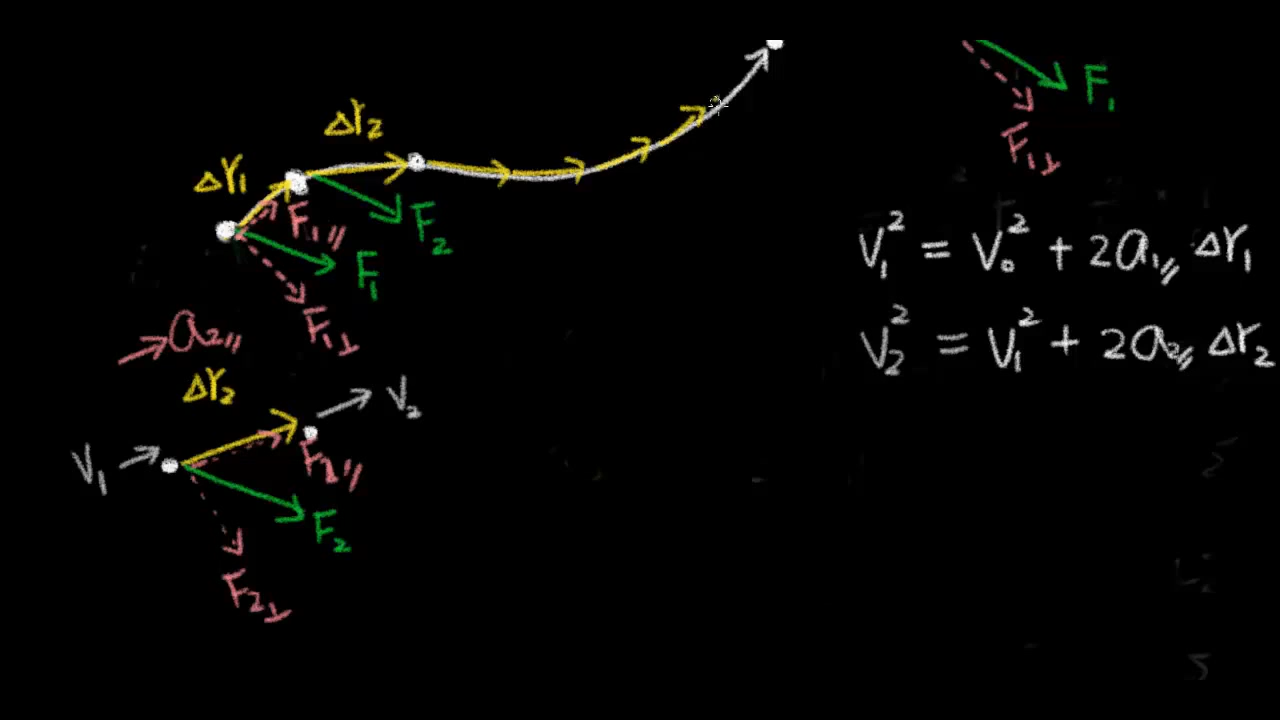 Δr₂
F₁
Δr₁
F₁⊥
F₁∥
F₂
F₁
V₁² = V₀² + 2a₁∥ Δr₁
a₂∥
F₁⊥
V₂² = V₁² + 2a₂∥ Δr₂
Δr₂
V₂
V₁
F₂∥
F₂
F₂⊥